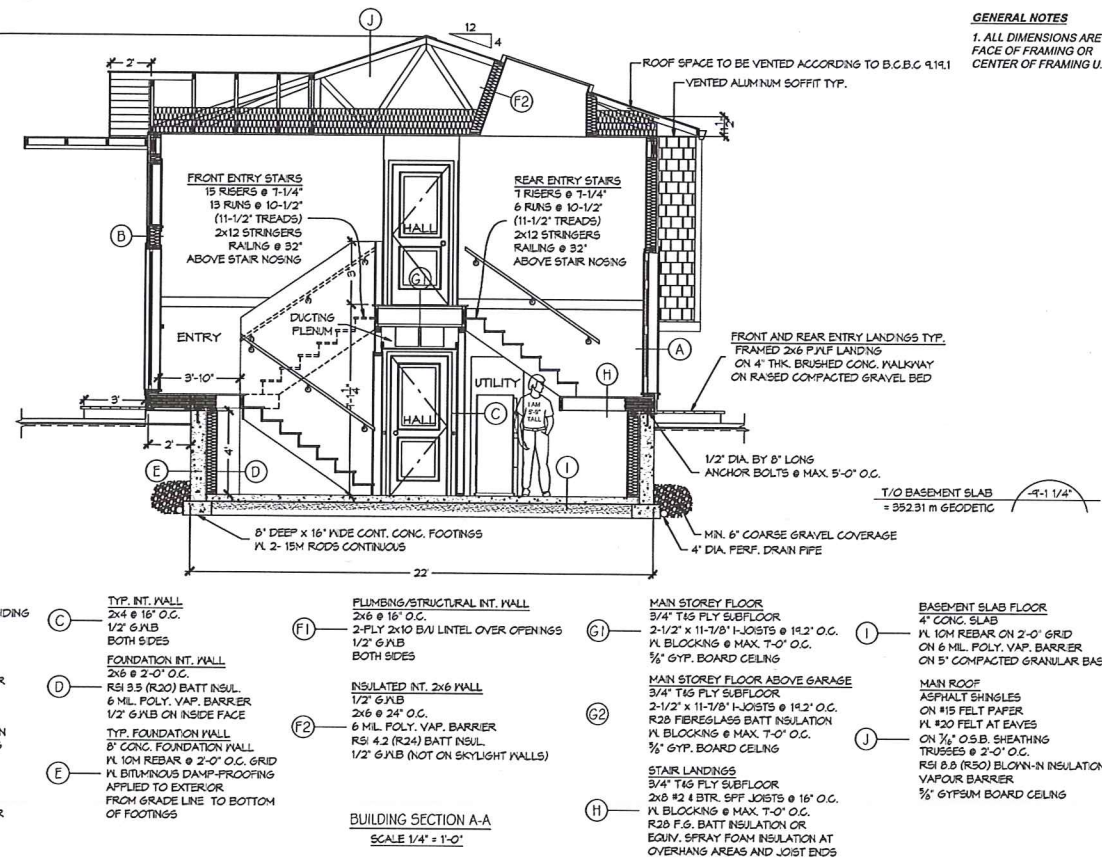 GENERAL NOTES
1. ALL DIMENSIONS ARE
FACE OF FRAMING OR
CENTER OF FRAMING U.
J
12
4
2'
ROOF SPACE TO BE VENTED ACCORDING TO B.C.B.C 9.19.1
VENTED ALUMINUM SOFFIT TYP.
F2
FRONT ENTRY STAIRS
15 RISERS @ 7-1/4"
13 RUNS @ 10-1/2"
(11-1/2" TREADS)
2x12 STRINGERS
RAILING @ 32"
ABOVE STAIR NOSING
REAR ENTRY STAIRS
7 RISERS @ 7-1/4"
6 RUNS @ 10-1/2"
(11-1/2" TREADS)
2x12 STRINGERS
RAILING @ 32"
ABOVE STAIR NOSING
HALL
B
G1
ENTRY
DUCTING
PLENUM
3'-10"
3'
2'
4'
UTILITY
HALL
I AM
5'-9"
TALL
A
H
C
I
E
D
FRONT AND REAR ENTRY LANDINGS TYP.
FRAMED 2x6 P.W.F LANDING
ON 4" THK. BRUSHED CONC. WALKWAY
ON RAISED COMPACTED GRAVEL BED
1/2" DIA. BY 8" LONG
ANCHOR BOLTS @ MAX. 5'-0" O.C.
T/O BASEMENT SLAB
= 352.31 m GEODETIC
-9'-1 1/4"
8" DEEP x 16" WIDE CONT. CONC. FOOTINGS
W. 2- 15M RODS CONTINUOUS
MIN. 6" COARSE GRAVEL COVERAGE
4" DIA. PERF. DRAIN PIPE
22'
IDING
C
TYP. INT. WALL
2x4 @ 16" O.C.
1/2" G.W.B
BOTH SIDES
D
FOUNDATION INT. WALL
2x6 @ 2'-0" O.C.
RSI 3.5 (R20) BATT INSUL.
6 MIL. POLY. VAP. BARRIER
1/2" G.W.B ON INSIDE FACE
E
TYP. FOUNDATION WALL
8" CONC. FOUNDATION WALL
W. 10M REBAR @ 2'-0" O.C. GRID
W. BITUMINOUS DAMP-PROOFING
APPLIED TO EXTERIOR
FROM GRADE LINE TO BOTTOM
OF FOOTINGS
F1
PLUMBING/STRUCTURAL INT. WALL
2x6 @ 16" O.C.
2-PLY 2x10 B/U LINTEL OVER OPENINGS
1/2" G.W.B
BOTH SIDES
F2
INSULATED INT. 2x6 WALL
1/2" G.W.B
2x6 @ 24" O.C.
6 MIL. POLY. VAP. BARRIER
RSI 4.2 (R24) BATT INSUL.
1/2" G.W.B (NOT ON SKYLIGHT WALLS)
BUILDING SECTION A-A
SCALE 1/4" = 1'-0"
G1
MAIN STOREY FLOOR
3/4" T&G PLY SUBFLOOR
2-1/2" x 11-7/8" I-JOISTS @ 19.2" O.C.
W. BLOCKING @ MAX. 7'-0" O.C.
5/8" GYP. BOARD CEILING
G2
MAIN STOREY FLOOR ABOVE GARAGE
3/4" T&G PLY SUBFLOOR
2-1/2" x 11-7/8" I-JOISTS @ 19.2" O.C.
R28 FIBREGLASS BATT INSULATION
W. BLOCKING @ MAX. 7'-0" O.C.
5/8" GYP. BOARD CEILING
H
STAIR LANDINGS
3/4" T&G PLY SUBFLOOR
2x8 #2 & BTR. SPF JOISTS @ 16" O.C.
W. BLOCKING @ MAX. 7'-0" O.C.
R28 F.G. BATT INSULATION OR
EQUIV. SPRAY FOAM INSULATION AT
OVERHANG AREAS AND JOIST ENDS
I
BASEMENT SLAB FLOOR
4" CONC. SLAB
W. 10M REBAR ON 2'-0" GRID
ON 6 MIL. POLY. VAP. BARRIER
ON 5" COMPACTED GRANULAR BAS
J
MAIN ROOF
ASPHALT SHINGLES
ON #15 FELT PAPER
W. #20 FELT AT EAVES
ON 7/16" O.S.B. SHEATHING
TRUSSES @ 2'-0" O.C.
RSI 8.8 (R50) BLOWN-IN INSULATION
VAPOUR BARRIER
5/8" GYPSUM BOARD CEILING